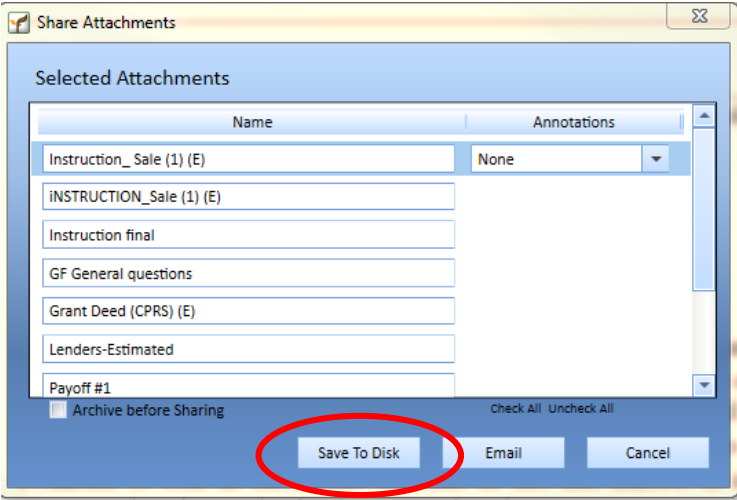 Share Attachments
Selected Attachments
Name Annotations
Instruction_ Sale (1) (E) None
iNSTRUCTION_Sale (1) (E)
Instruction final
GF General questions
Grant Deed (CPRS) (E)
Lenders-Estimated
Payoff #1
Archive before Sharing Check All Uncheck All
Save To Disk Email Cancel